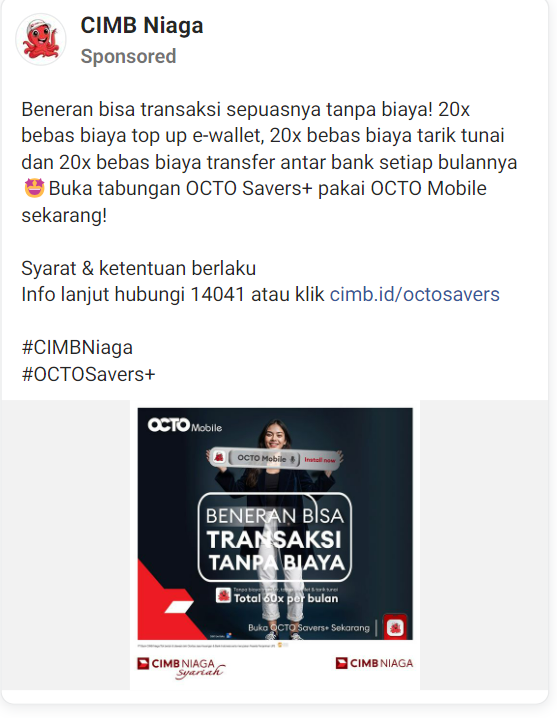 CIMB Niaga
Sponsored
Beneran bisa transaksi sepuasnya tanpa biaya! 20x
bebas biaya top up e-wallet, 20x bebas biaya tarik tunai
dan 20x bebas biaya transfer antar bank setiap bulannya
🤩Buka tabungan OCTO Savers+ pakai OCTO Mobile
sekarang!
Syarat & ketentuan berlaku
Info lanjut hubungi 14041 atau klik cimb.id/octosavers
#CIMBNiaga
#OCTOSavers+
OCTO Mobile
OCTO Mobile Install now
BENERAN BISA
TRANSAKSI
TANPA BIAYA
Total 60x per bulan
Buka OCTO Savers+ Sekarang
CIMB NIAGA
syariah
CIMB NIAGA